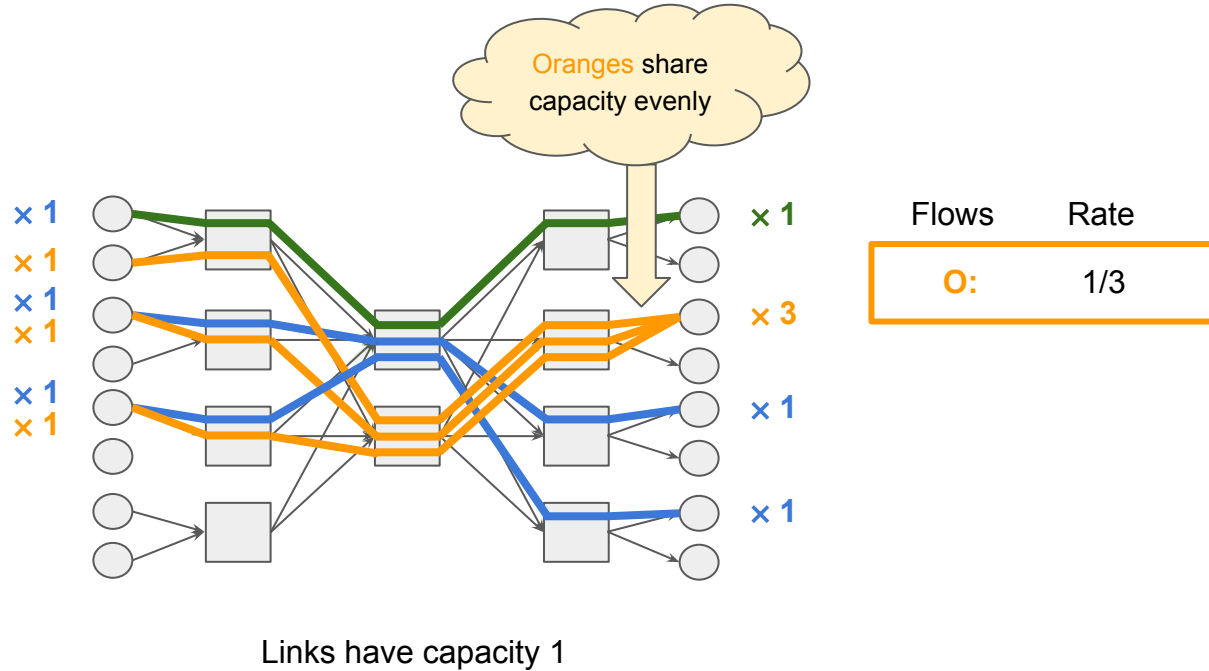 Oranges share
capacity evenly
× 1
× 1
× 1
× 1
× 1
× 1
× 1
× 3
× 1
× 1
Flows Rate
O: 1/3
Links have capacity 1